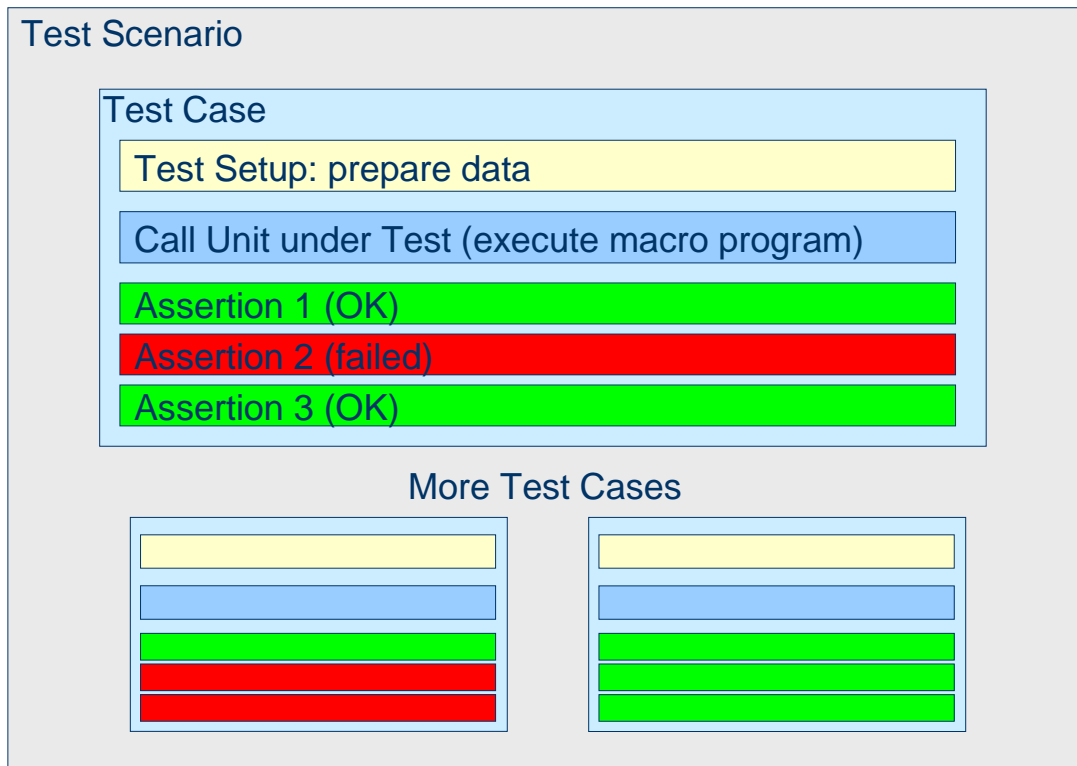 Test Scenario
Test Case
Test Setup: prepare data
Call Unit under Test (execute macro program)
Assertion 1 (OK)
Assertion 2 (failed)
Assertion 3 (OK)
More Test Cases